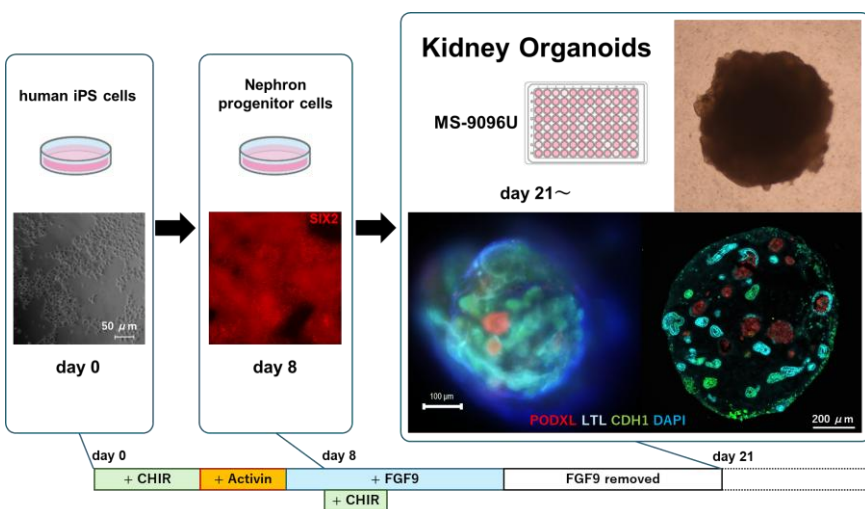 human iPS cells
50 μm
day 0
Nephron
progenitor cells
SIX2
day 8
Kidney Organoids
MS-9096U
day 21～
100 μm
PODXL LTL CDH1 DAPI
200 μm
day 0
day 8
day 21
+ CHIR
+ Activin
+ FGF9
FGF9 removed
+ CHIR